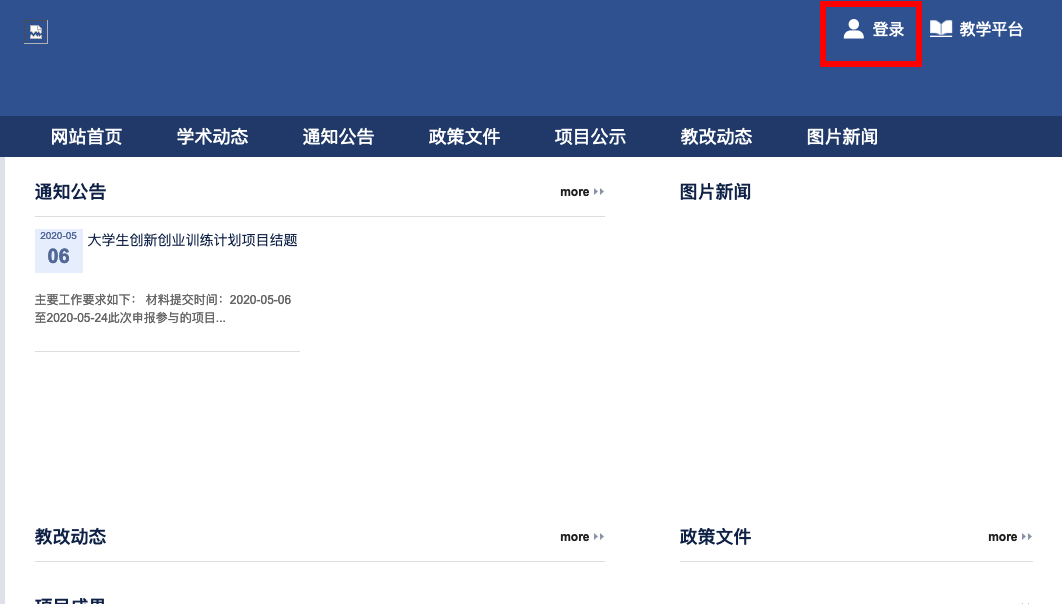 登录 教学平台
网站首页 学术动态 通知公告 政策文件 项目公示 教改动态 图片新闻
通知公告 more 图片新闻
2020-05
06
大学生创新创业训练计划项目结题
主要工作要求如下： 材料提交时间：2020-05-06
至2020-05-24此次申报参与的项目...
教改动态 more 政策文件 more
项目成果